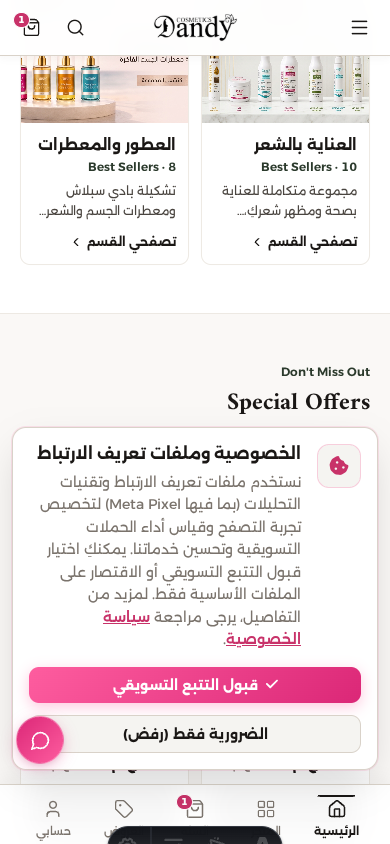 1
COSMETICS
Dandy
العناية بالشعر
Best Sellers · 10
مجموعة متكاملة للعناية
بصحة ومظهر شعركِ،...
تصفحي القسم
العطور والمعطرات
Best Sellers · 8
تشكيلة بادي سبلاش
ومعطرات الجسم والشعر...
تصفحي القسم
Don't Miss Out
Special Offers
الخصوصية وملفات تعريف الارتباط
نستخدم ملفات تعريف الارتباط وتقنيات
التحليلات (بما فيها Meta Pixel) لتخصيص
تجربة التصفح وقياس أداء الحملات
التسويقية وتحسين خدماتنا. يمكنكِ اختيار
قبول التتبع التسويقي أو الاقتصار على
الملفات الأساسية فقط. لمزيد من
التفاصيل، يرجى مراجعة سياسة
الخصوصية.
قبول التتبع التسويقي
الضرورية فقط (رفض)
الرئيسية
1
حسابي